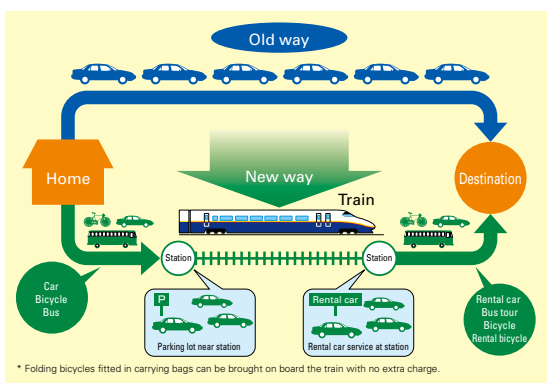 Old way
Home
New way
Destination
Train
Station
Station
Car
Bicycle
Bus
P
Parking lot near station
Rental car
Rental car service at station
Rental car
Bus tour
Bicycle
Rental bicycle
* Folding bicycles fitted in carrying bags can be brought on board the train with no extra charge.